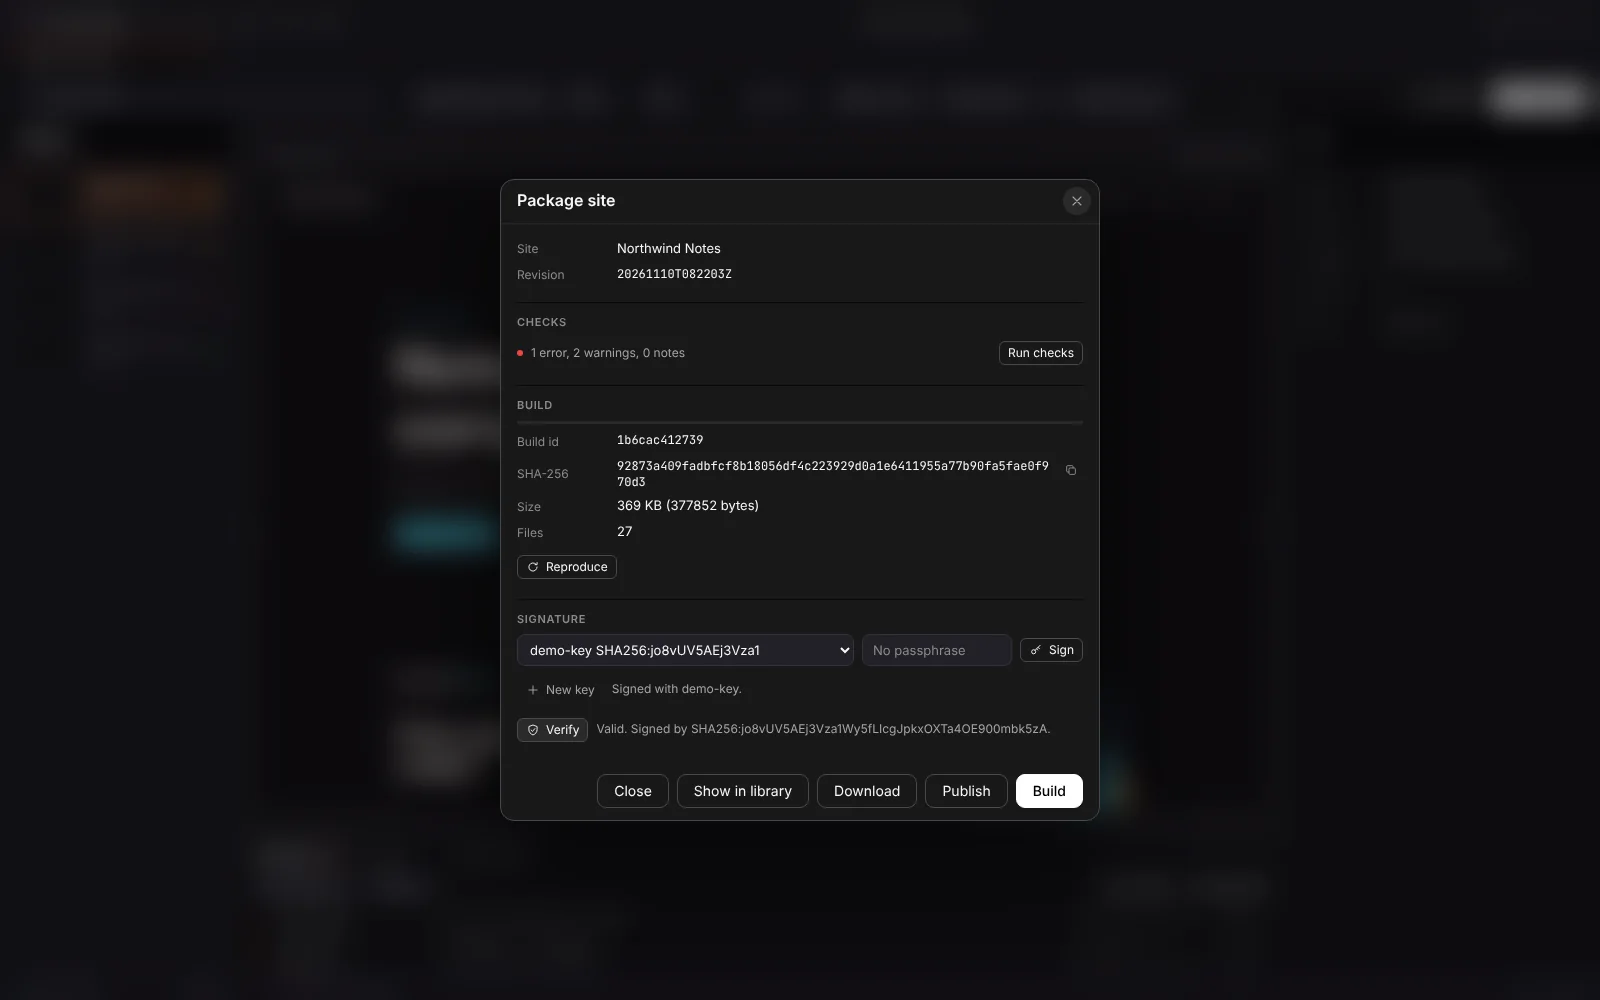 Package site
Site Northwind Notes
Revision 20261110T082203Z
CHECKS
1 error, 2 warnings, 0 notes Run checks
BUILD
Build id 1b6cac412739
SHA-256 92873a409fadbfcf8b18056df4c223929d0a1e6411955a77b90fa5fae0f9
70d3
Size 369 KB (377852 bytes)
Files 27
Reproduce
SIGNATURE
demo-key SHA256:jo8vUV5AEj3Vza1 No passphrase Sign
New key Signed with demo-key.
Verify Valid. Signed by SHA256:jo8vUV5AEj3Vza1Wy5fLIcgJpkxOXTa4OE900mbk5zA.
Close Show in library Download Publish Build